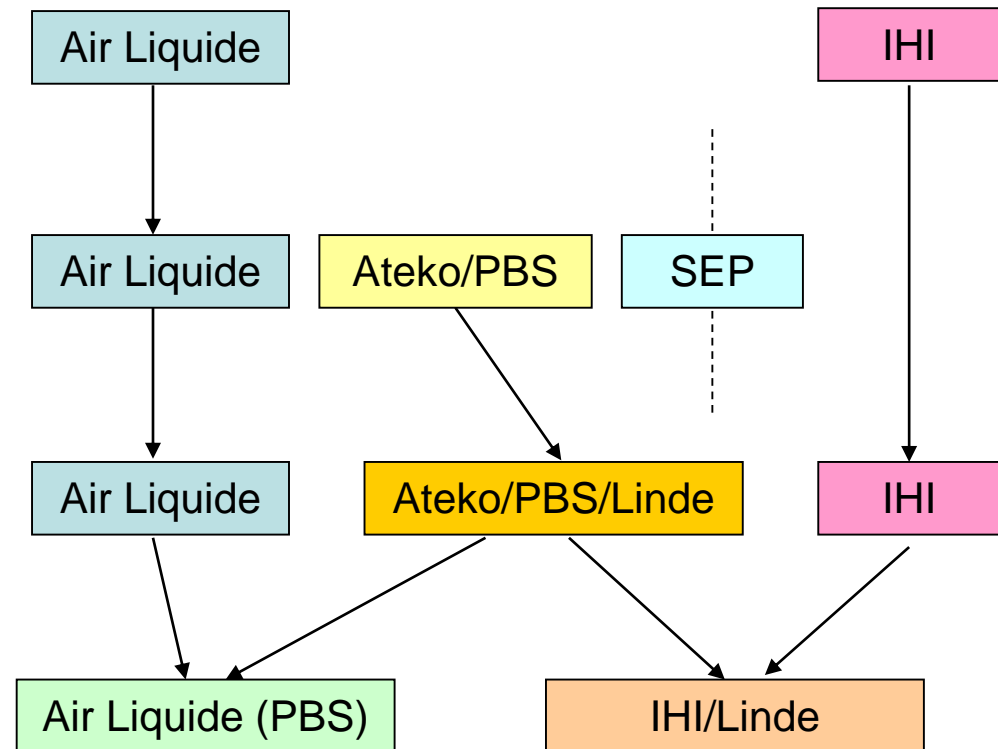 Air Liquide
IHI
Air Liquide
Ateko/PBS
SEP
Air Liquide
Ateko/PBS/Linde
IHI
Air Liquide (PBS)
IHI/Linde